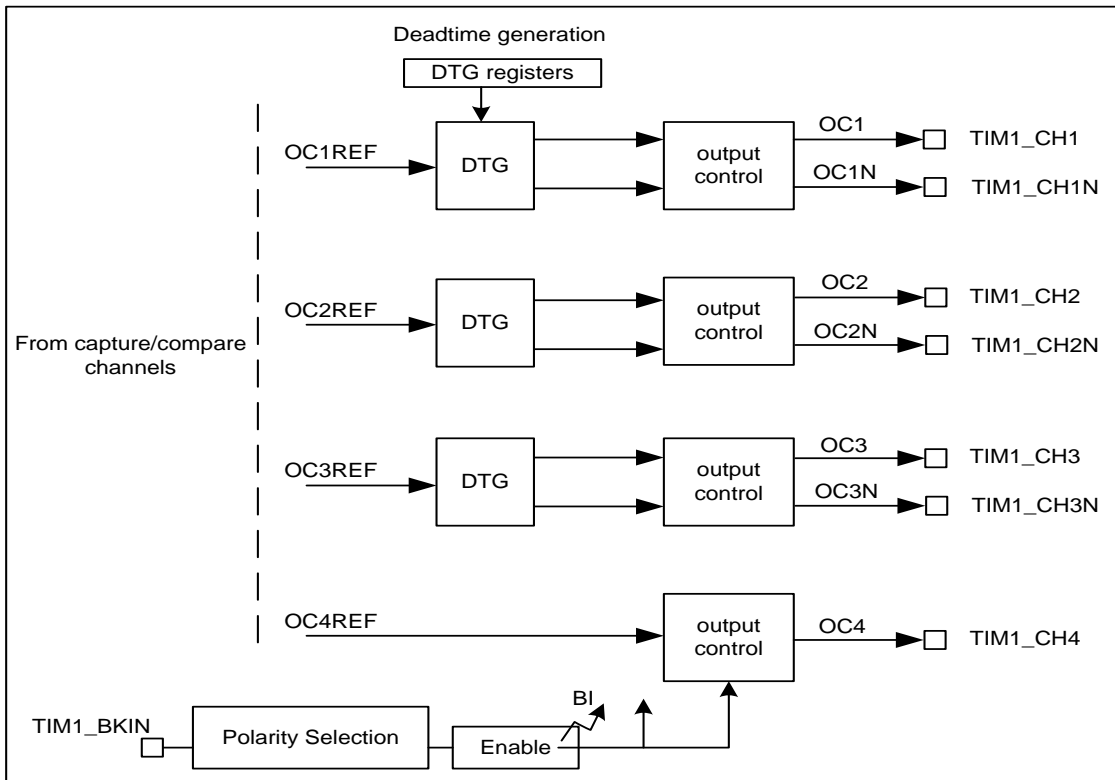 Deadtime generation
DTG registers
OC1REF
DTG
output
control
OC1
TIM1_CH1
OC1N
TIM1_CH1N
From capture/compare
channels
OC2REF
DTG
output
control
OC2
TIM1_CH2
OC2N
TIM1_CH2N
OC3REF
DTG
output
control
OC3
TIM1_CH3
OC3N
TIM1_CH3N
OC4REF
output
control
OC4
TIM1_CH4
TIM1_BKIN
Polarity Selection
Enable
BI